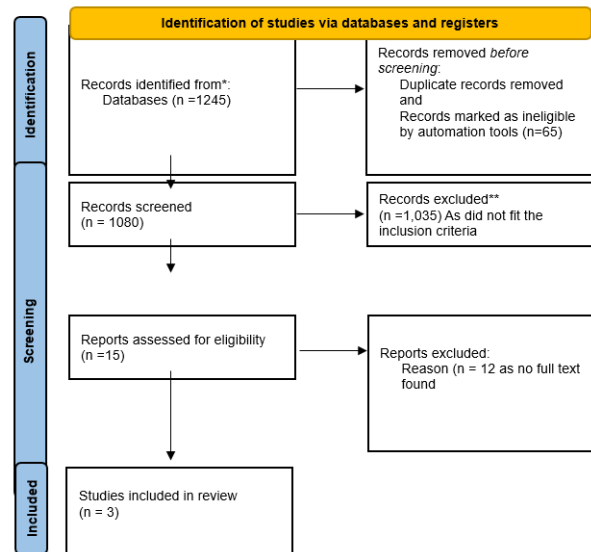 Identification of studies via databases and registers
Identification
Records identified from*:
Databases (n =1245)
Records removed before
screening:
Duplicate records removed
and
Records marked as ineligible
by automation tools (n=65)
Screening
Records screened
(n = 1080)
Records excluded**
(n =1,035) As did not fit the
inclusion criteria
Reports assessed for eligibility
(n =15)
Reports excluded:
Reason (n = 12 as no full text
found
Included
Studies included in review
(n = 3)